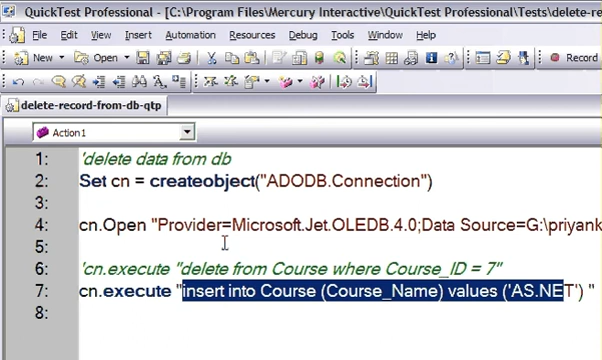 QuickTest Professional - [C:\Program Files\Mercury Interactive\QuickTest Professional\Tests\delete-r
File Edit View Insert Automation Resources Debug Tools Window Help
New Open Record
delete-record-from-db-qtp
Action1
1: 'delete data from db
2: Set cn = createobject("ADODB.Connection")
3:
4: cn.Open "Provider=Microsoft.Jet.OLEDB.4.0;Data Source=G:\priyank
5:
6: 'cn.execute "delete from Course where Course_ID = 7"
7: cn.execute "insert into Course (Course_Name) values ('AS.NET') "
8: